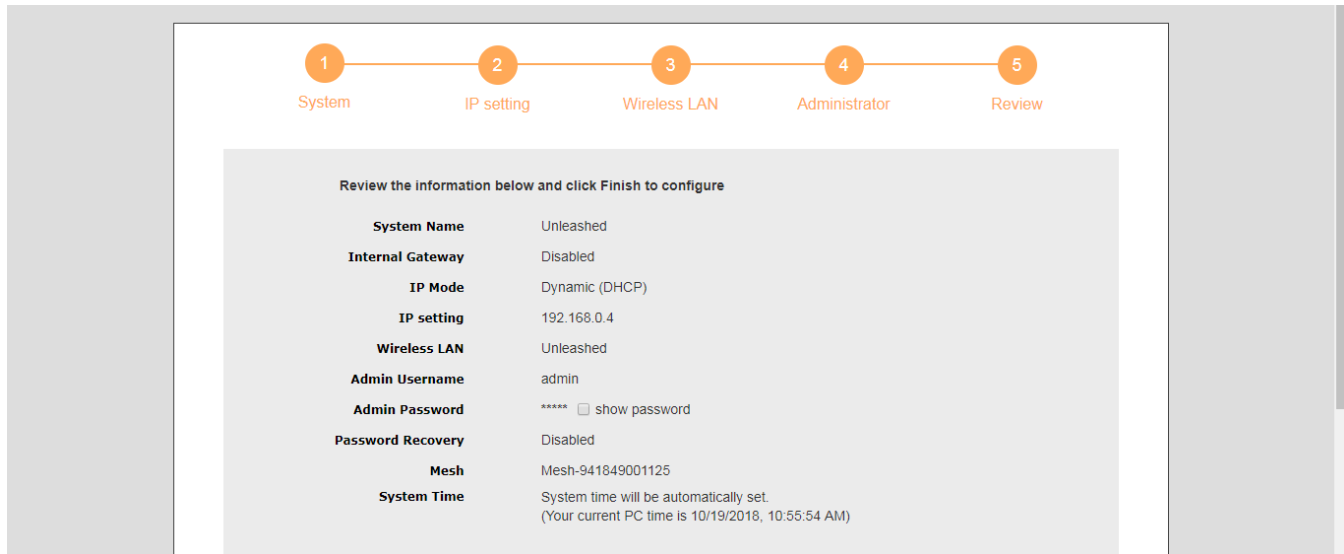 1 2 3 4 5
System IP setting Wireless LAN Administrator Review
Review the information below and click Finish to configure
System Name Unleashed
Internal Gateway Disabled
IP Mode Dynamic (DHCP)
IP setting 192.168.0.4
Wireless LAN Unleashed
Admin Username admin
Admin Password ***** show password
Password Recovery Disabled
Mesh Mesh-941849001125
System Time System time will be automatically set.
(Your current PC time is 10/19/2018, 10:55:54 AM)